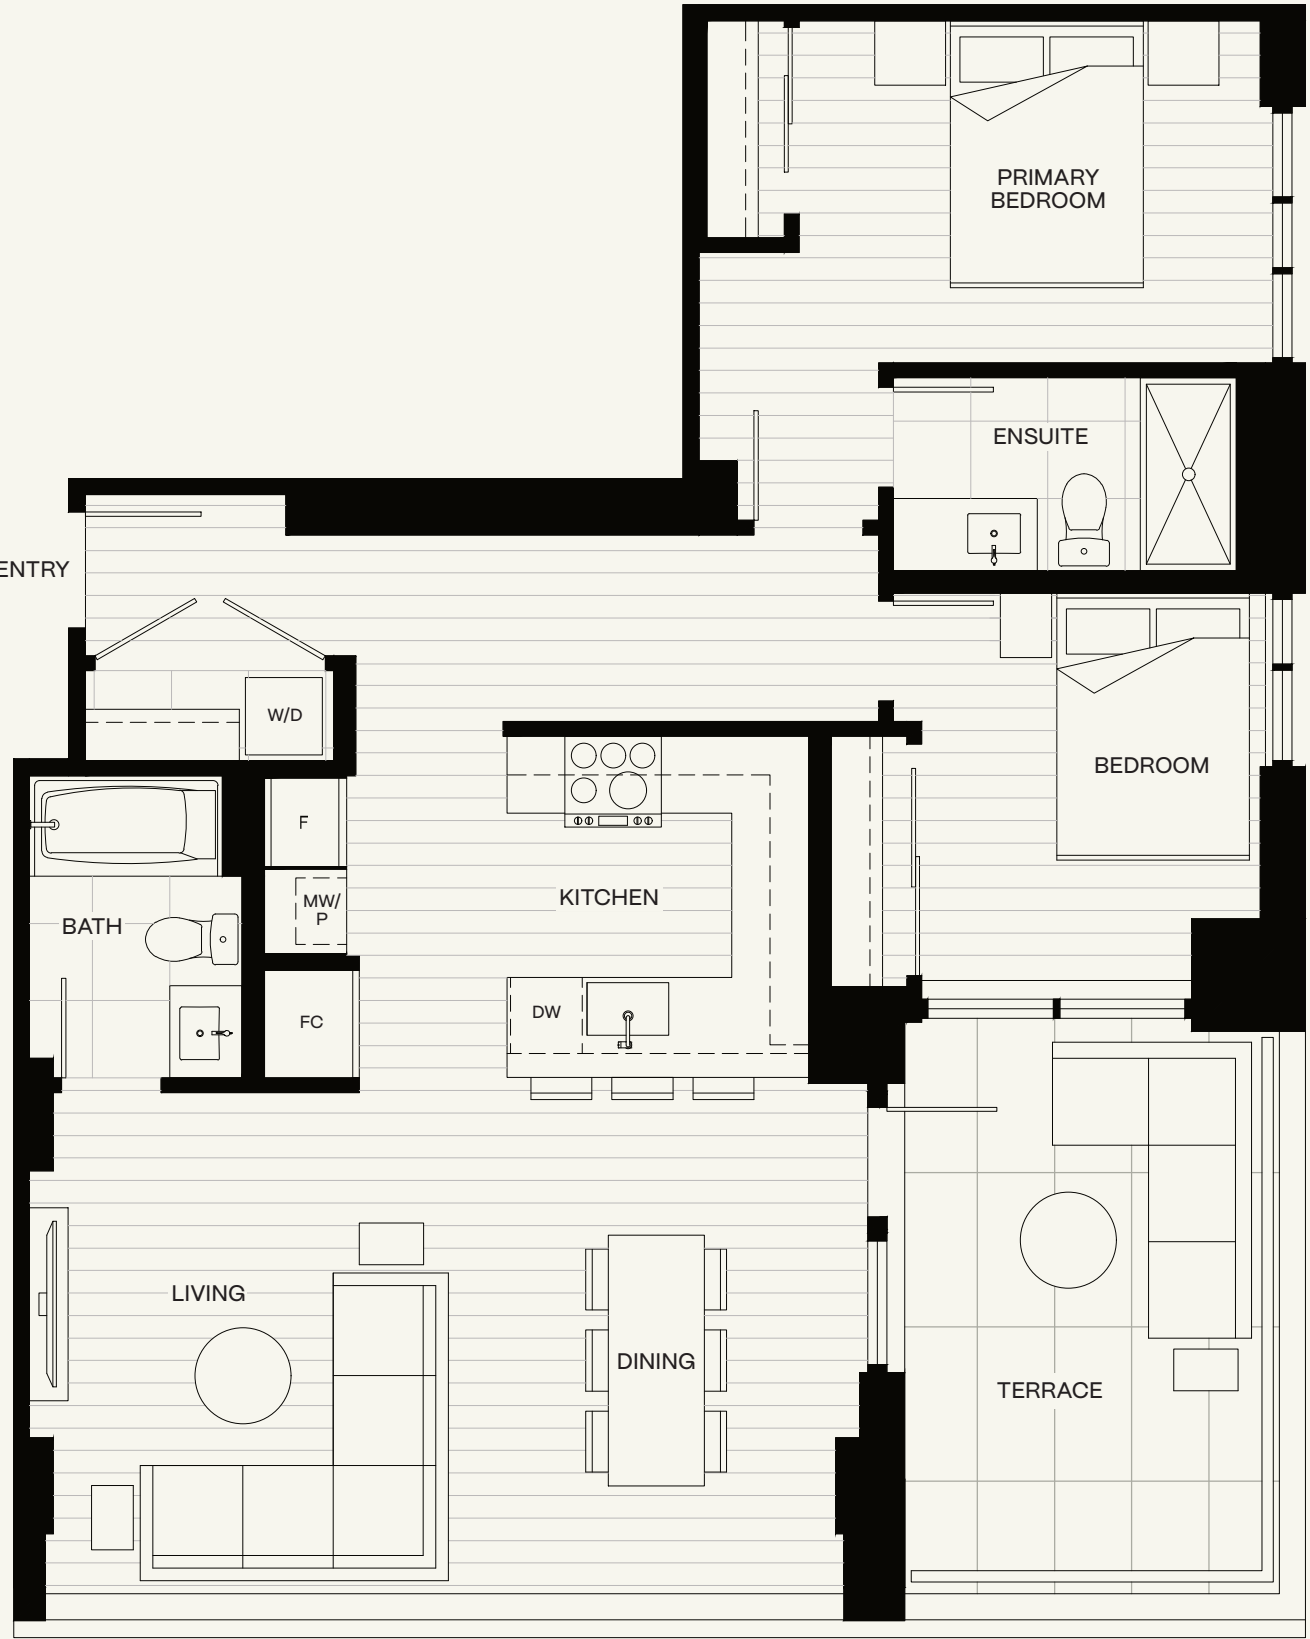 PRIMARY
BEDROOM
ENSUITE
ENTRY
W/D
BEDROOM
F
MW/
P
KITCHEN
BATH
DW
FC
LIVING
DINING
TERRACE